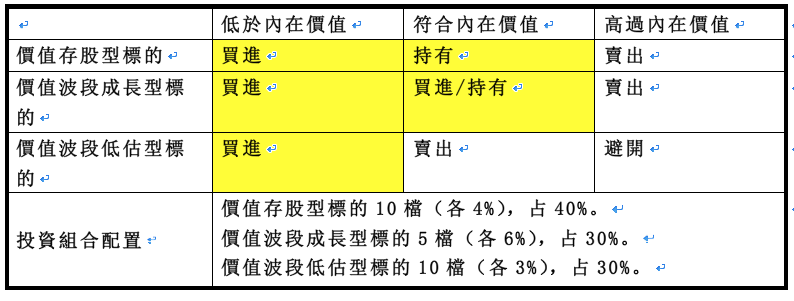 低於內在價值 符合內在價值 高過內在價值
價值存股型標的 買進 持有 賣出
價值波段成長型標的 買進 買進/持有 賣出
價值波段低估型標的 買進 賣出 避開
投資組合配置
價值存股型標的 10 檔（各 4%），占 40%。
價值波段成長型標的 5 檔（各 6%），占 30%。
價值波段低估型標的 10 檔（各 3%），占 30%。